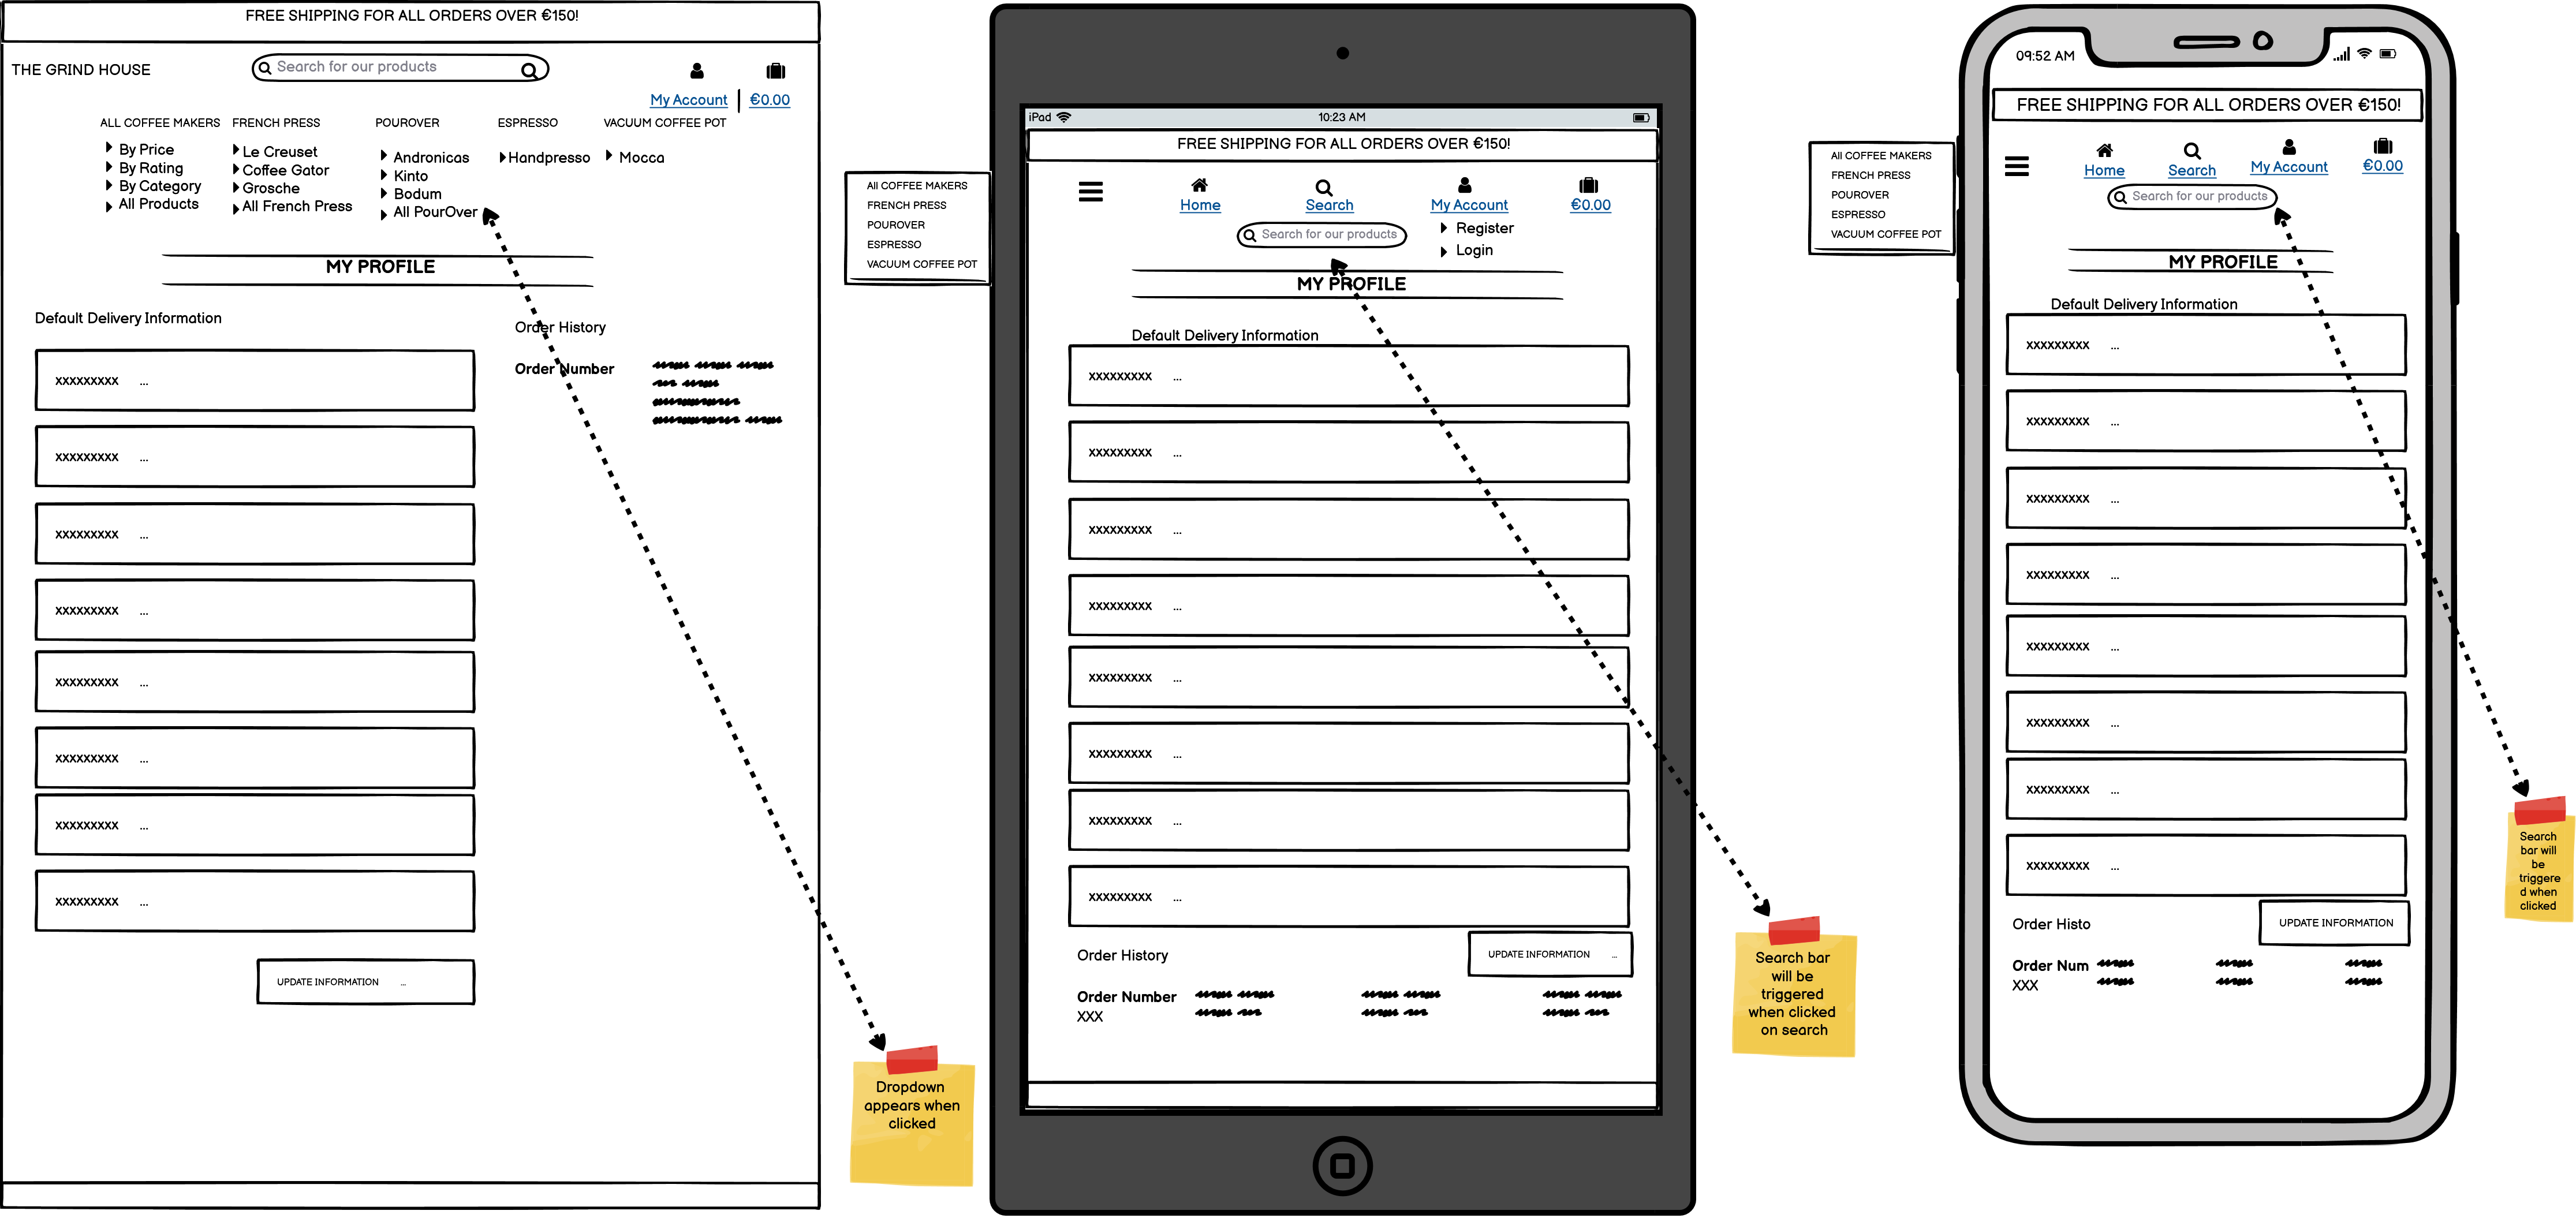 FREE SHIPPING FOR ALL ORDERS OVER €150!
THE GRIND HOUSE
Search for our products
My Account
€0.00
ALL COFFEE MAKERS
By Price
By Rating
By Category
All Products
FRENCH PRESS
Le Creuset
Coffee Gator
Grosche
All French Press
POUROVER
Andronicas
Kinto
Bodum
All PourOver
ESPRESSO
Handpresso
VACUUM COFFEE POT
Mocca
MY PROFILE
Default Delivery Information
XXXXXXXXX ...
XXXXXXXXX ...
XXXXXXXXX ...
XXXXXXXXX ...
XXXXXXXXX ...
XXXXXXXXX ...
XXXXXXXXX ...
XXXXXXXXX ...
UPDATE INFORMATION ...
Order History
Order Number
Dropdown
appears when
clicked
All COFFEE MAKERS
FRENCH PRESS
POUROVER
ESPRESSO
VACUUM COFFEE POT
iPad
10:23 AM
FREE SHIPPING FOR ALL ORDERS OVER €150!
Home
Search
My Account
€0.00
Search for our products
Register
Login
MY PROFILE
Default Delivery Information
XXXXXXXXX ...
XXXXXXXXX ...
XXXXXXXXX ...
XXXXXXXXX ...
XXXXXXXXX ...
XXXXXXXXX ...
XXXXXXXXX ...
XXXXXXXXX ...
Order History
UPDATE INFORMATION ...
Order Number
XXX
Search bar
will be
triggered
when clicked
on search
All COFFEE MAKERS
FRENCH PRESS
POUROVER
ESPRESSO
VACUUM COFFEE POT
09:52 AM
FREE SHIPPING FOR ALL ORDERS OVER €150!
Home
Search
My Account
€0.00
Search for our products
MY PROFILE
Default Delivery Information
XXXXXXXXX ...
XXXXXXXXX ...
XXXXXXXXX ...
XXXXXXXXX ...
XXXXXXXXX ...
XXXXXXXXX ...
XXXXXXXXX ...
XXXXXXXXX ...
Order Histo
UPDATE INFORMATION
Order Num
XXX
Search
bar will
be
triggere
d when
clicked